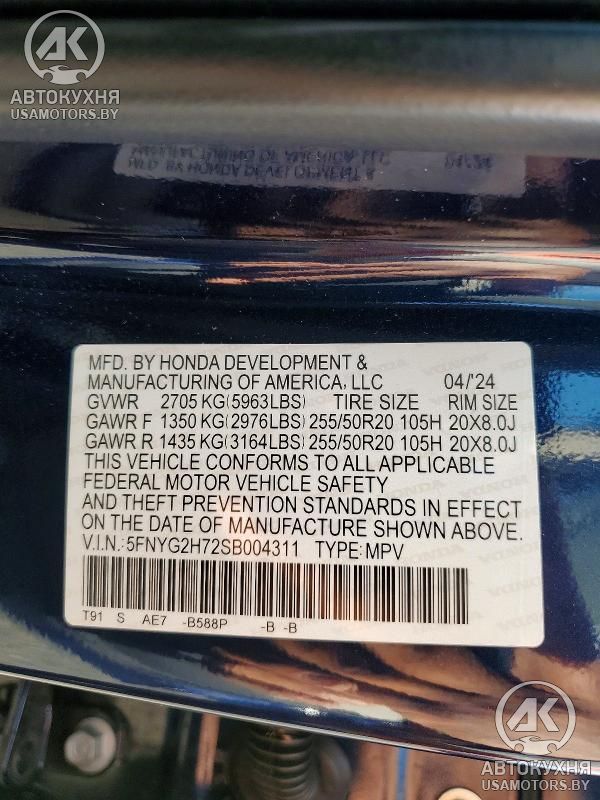 AK
АВТОКУХНЯ
USAMOTORS.BY
MFD. BY HONDA DEVELOPMENT &
MANUFACTURING OF AMERICA, LLC 04/'24
GVWR 2705 KG(5963LBS) TIRE SIZE RIM SIZE
GAWR F 1350 KG(2976LBS) 255/50R20 105H 20X8.0J
GAWR R 1435 KG(3164LBS) 255/50R20 105H 20X8.0J
THIS VEHICLE CONFORMS TO ALL APPLICABLE
FEDERAL MOTOR VEHICLE SAFETY
AND THEFT PREVENTION STANDARDS IN EFFECT
ON THE DATE OF MANUFACTURE SHOWN ABOVE.
V.I.N.:5FNYG2H72SB004311 TYPE:MPV
T91 S AE7 -B588P -B -B
AK
АВТОКУХНЯ
USAMOTORS.BY